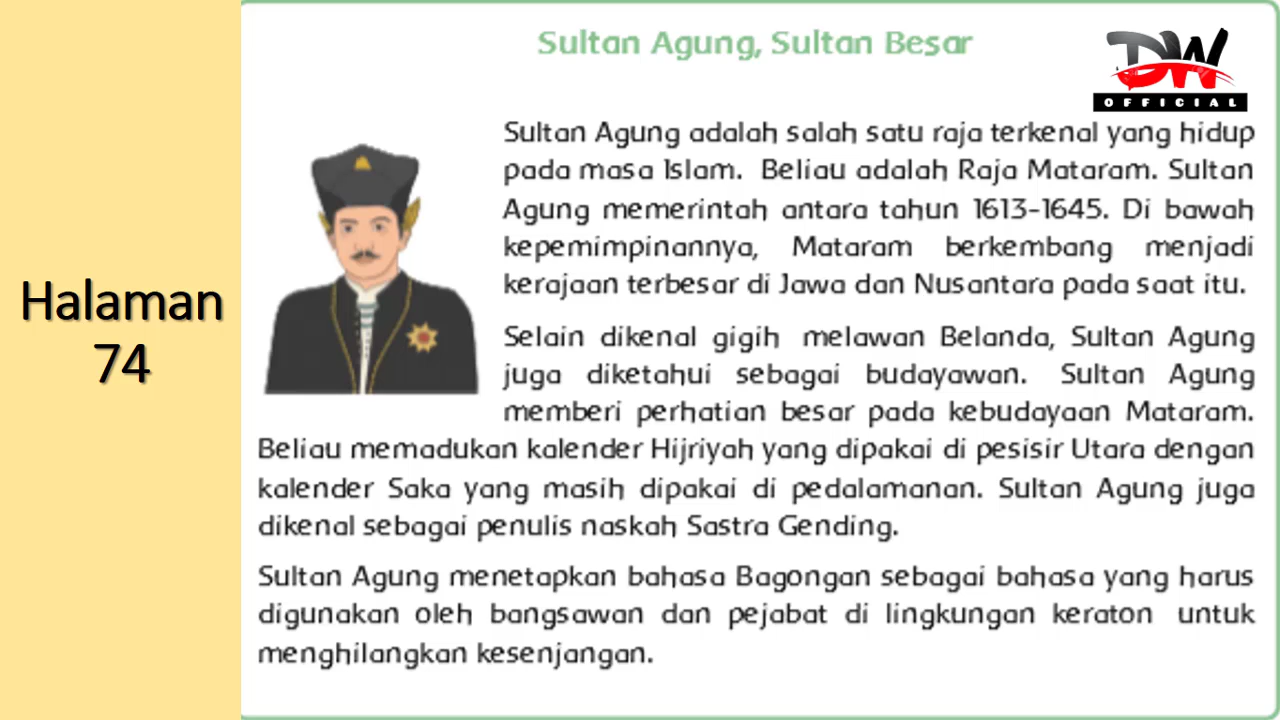 Halaman
74
Sultan Agung, Sultan Besar
DW
OFFICIAL
Sultan Agung adalah salah satu raja terkenal yang hidup
pada masa Islam. Beliau adalah Raja Mataram. Sultan
Agung memerintah antara tahun 1613-1645. Di bawah
kepemimpinannya, Mataram berkembang menjadi
kerajaan terbesar di Jawa dan Nusantara pada saat itu.
Selain dikenal gigih melawan Belanda, Sultan Agung
juga diketahui sebagai budayawan. Sultan Agung
memberi perhatian besar pada kebudayaan Mataram.
Beliau memadukan kalender Hijriyah yang dipakai di pesisir Utara dengan
kalender Saka yang masih dipakai di pedalamanan. Sultan Agung juga
dikenal sebagai penulis naskah Sastra Gending.
Sultan Agung menetapkan bahasa Bagongan sebagai bahasa yang harus
digunakan oleh bangsawan dan pejabat di lingkungan keraton untuk
menghilangkan kesenjangan.